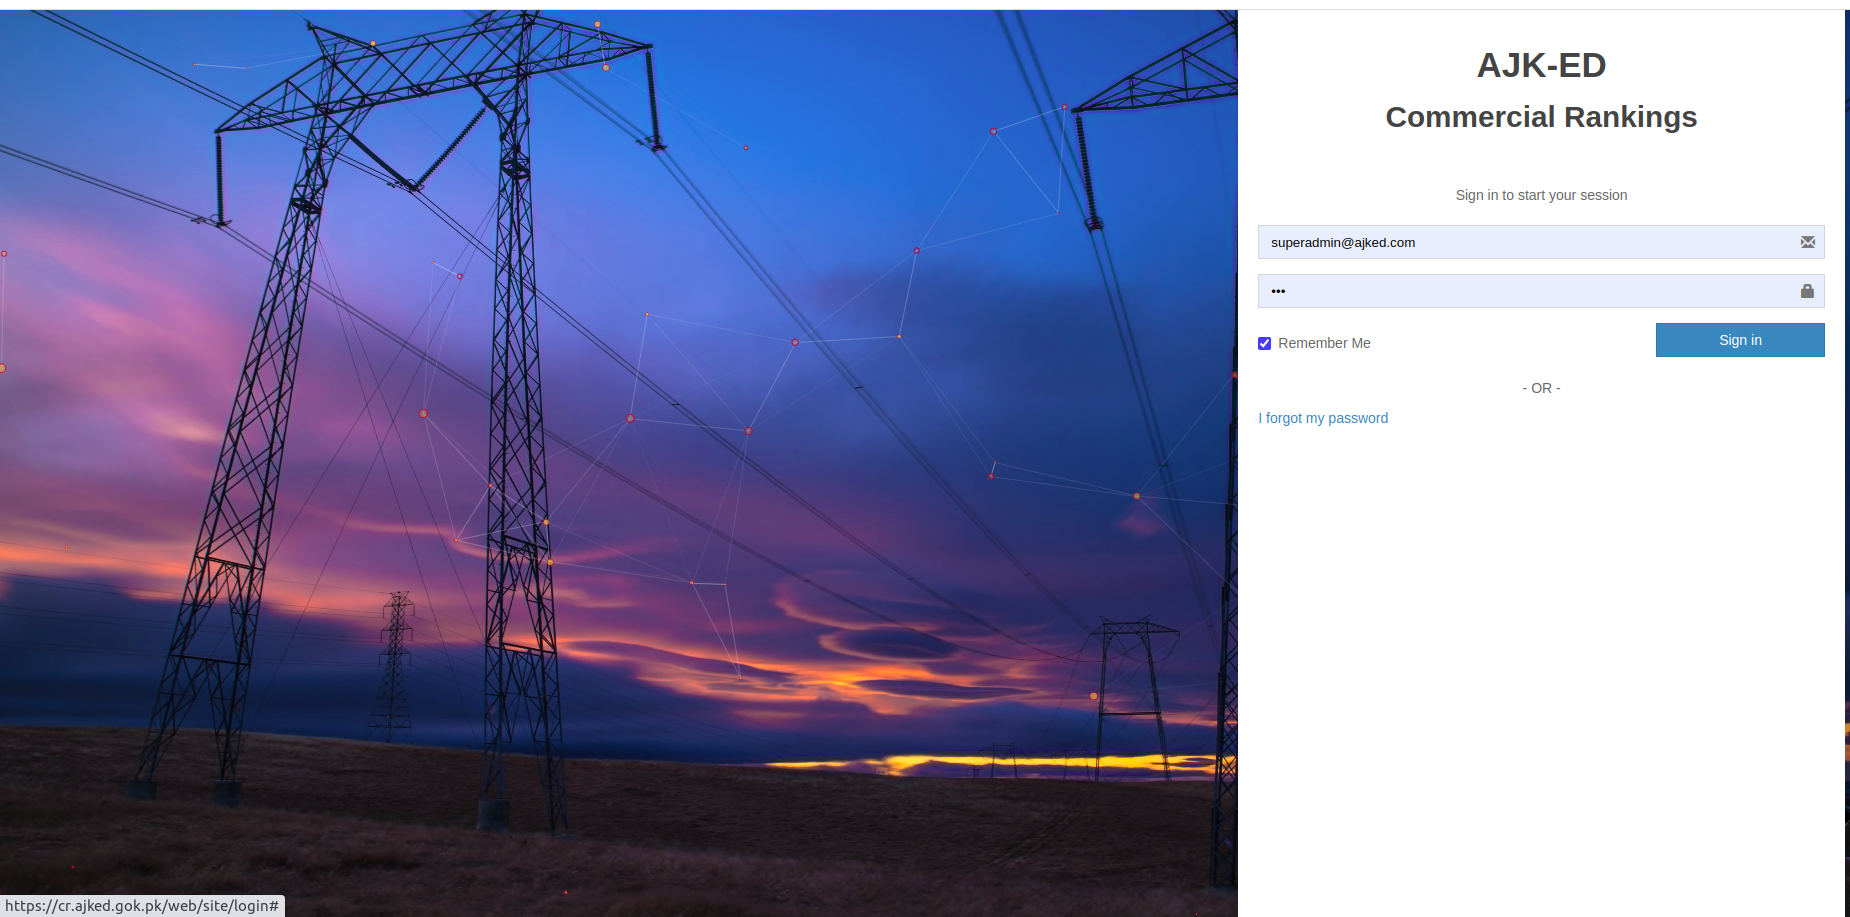 AJK-ED
Commercial Rankings
Sign in to start your session
superadmin@ajked.com
•••
Remember Me
Sign in
- OR -
I forgot my password
https://cr.ajked.gok.pk/web/site/login#